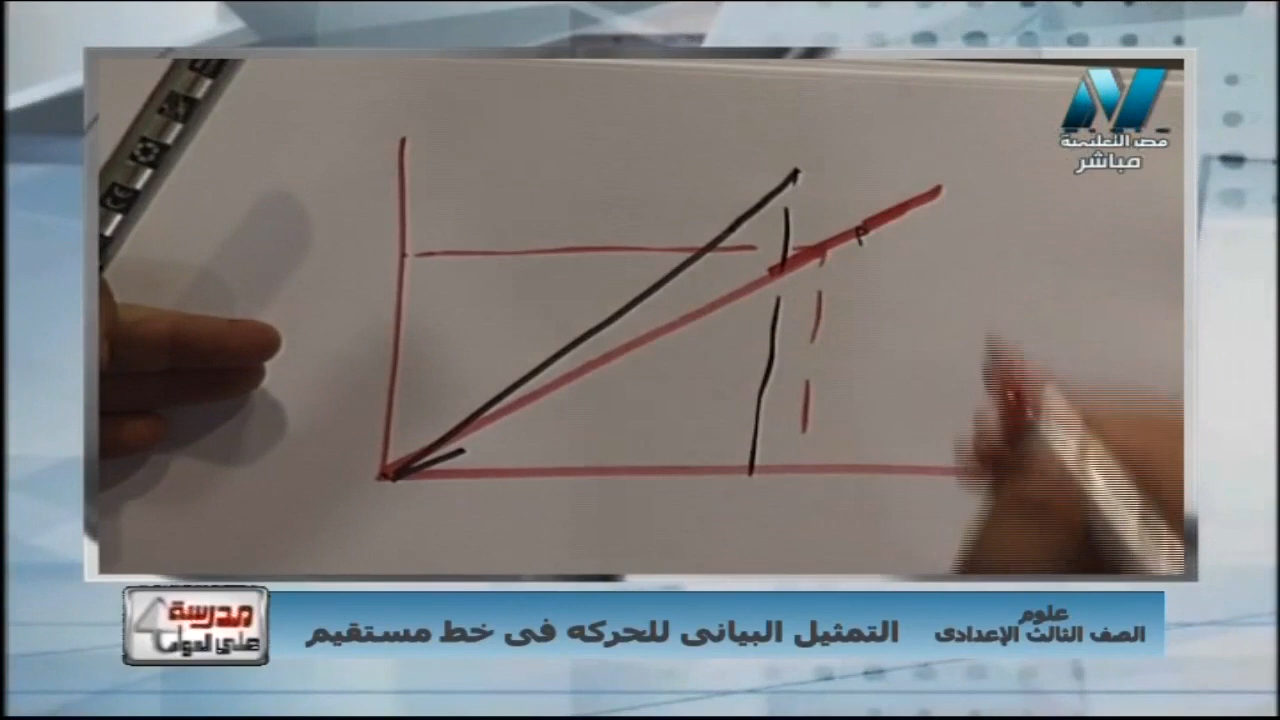 مصر التعليمية
مباشر
علوم
الصف الثالث الإعدادى
التمثيل البيانى للحركه فى خط مستقيم
مدرسة
على الهواء